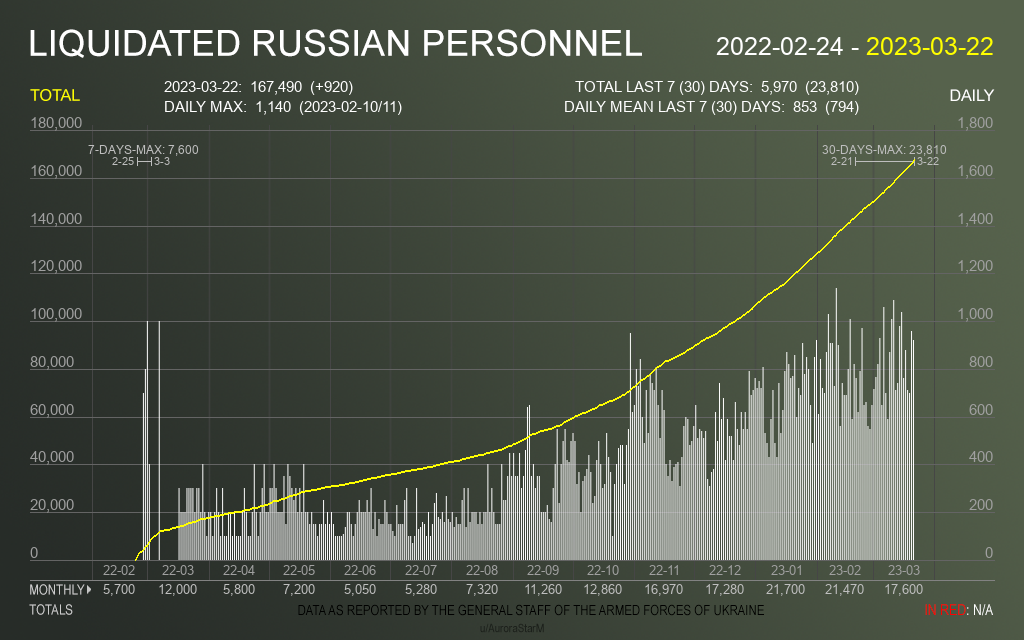 LIQUIDATED RUSSIAN PERSONNEL 2022-02-24 - 2023-03-22
TOTAL 2023-03-22: 167,490 (+920) TOTAL LAST 7 (30) DAYS: 5,970 (23,810) DAILY
DAILY MAX: 1,140 (2023-02-10/11) DAILY MEAN LAST 7 (30) DAYS: 853 (794)
180,000 1,800
7-DAYS-MAX: 7,600 30-DAYS-MAX: 23,810
2-25 3-3 2-21 3-22
160,000 1,600
140,000 1,400
120,000 1,200
100,000 1,000
80,000 800
60,000 600
40,000 400
20,000 200
0 0
22-02 22-03 22-04 22-05 22-06 22-07 22-08 22-09 22-10 22-11 22-12 23-01 23-02 23-03
MONTHLY 5,700 12,000 5,800 7,200 5,050 5,280 7,320 11,260 12,860 16,970 17,280 21,700 21,470 17,600
TOTALS DATA AS REPORTED BY THE GENERAL STAFF OF THE ARMED FORCES OF UKRAINE IN RED: N/A
u/AuroraStarM